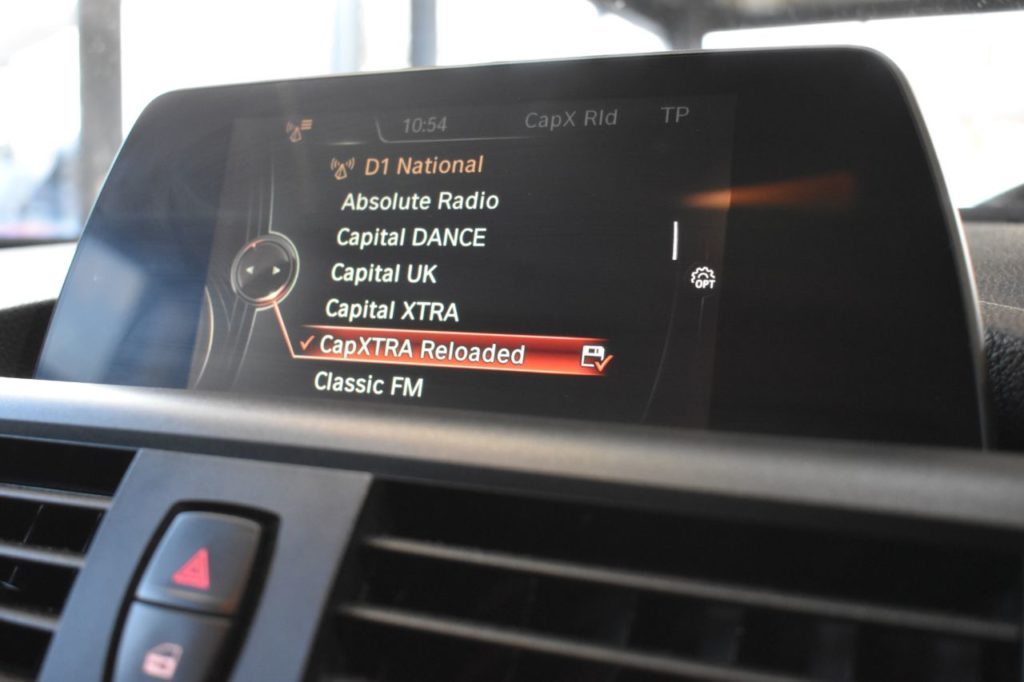 10:54 CapX Rld TP
D1 National
Absolute Radio
Capital DANCE
Capital UK
OPT
Capital XTRA
CapXTRA Reloaded
Classic FM